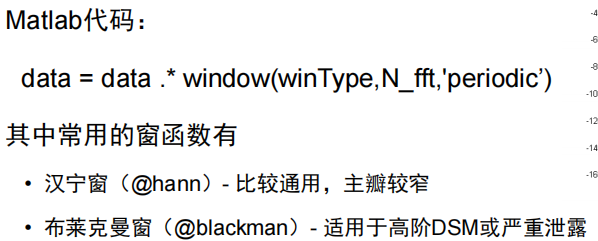 Matlab代码：
data = data .* window(winType,N_fft,'periodic’)
其中常用的窗函数有
• 汉宁窗（@hann）- 比较通用，主瓣较窄
• 布莱克曼窗（@blackman）- 适用于高阶DSM或严重泄露
-4
-6
-8
-10
-12
-14
-16